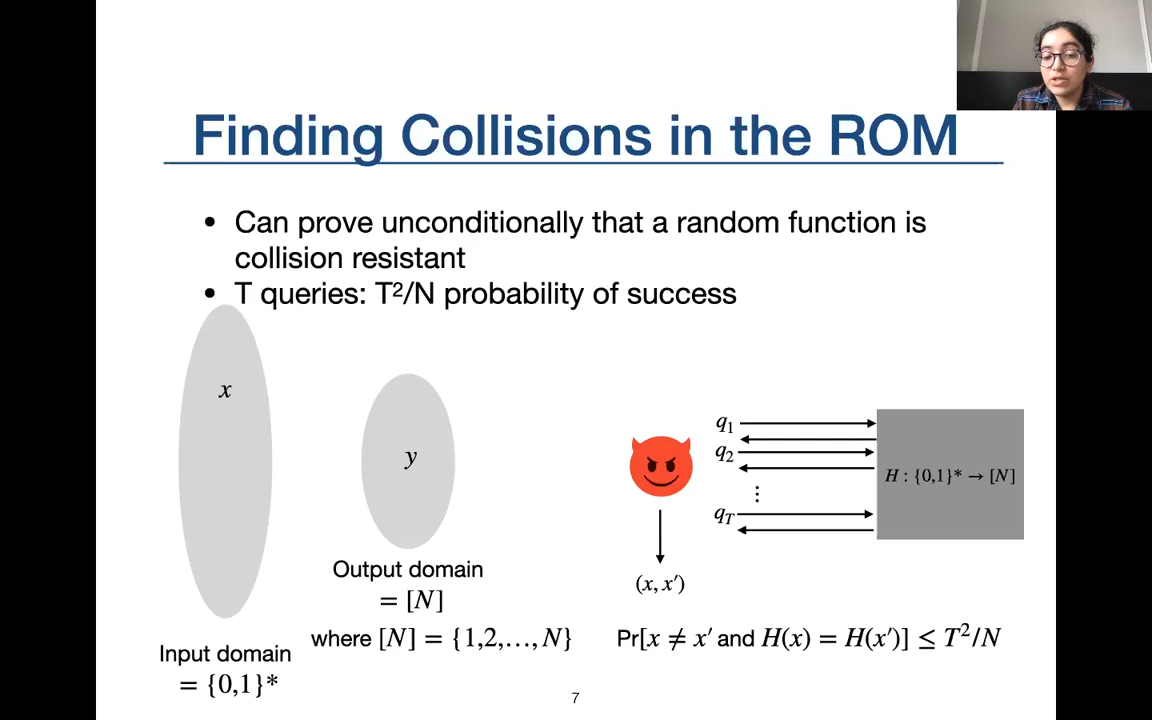 Finding Collisions in the ROM
• Can prove unconditionally that a random function is
collision resistant
• T queries: T²/N probability of success
x
y
Output domain
= [N]
where [N] = {1,2,…, N}
Input domain
= {0,1}*
q₁
q₂
⋮
q_T
H : {0,1}* → [N]
(x, x′)
Pr[x ≠ x′ and H(x) = H(x′)] ≤ T²/N
7